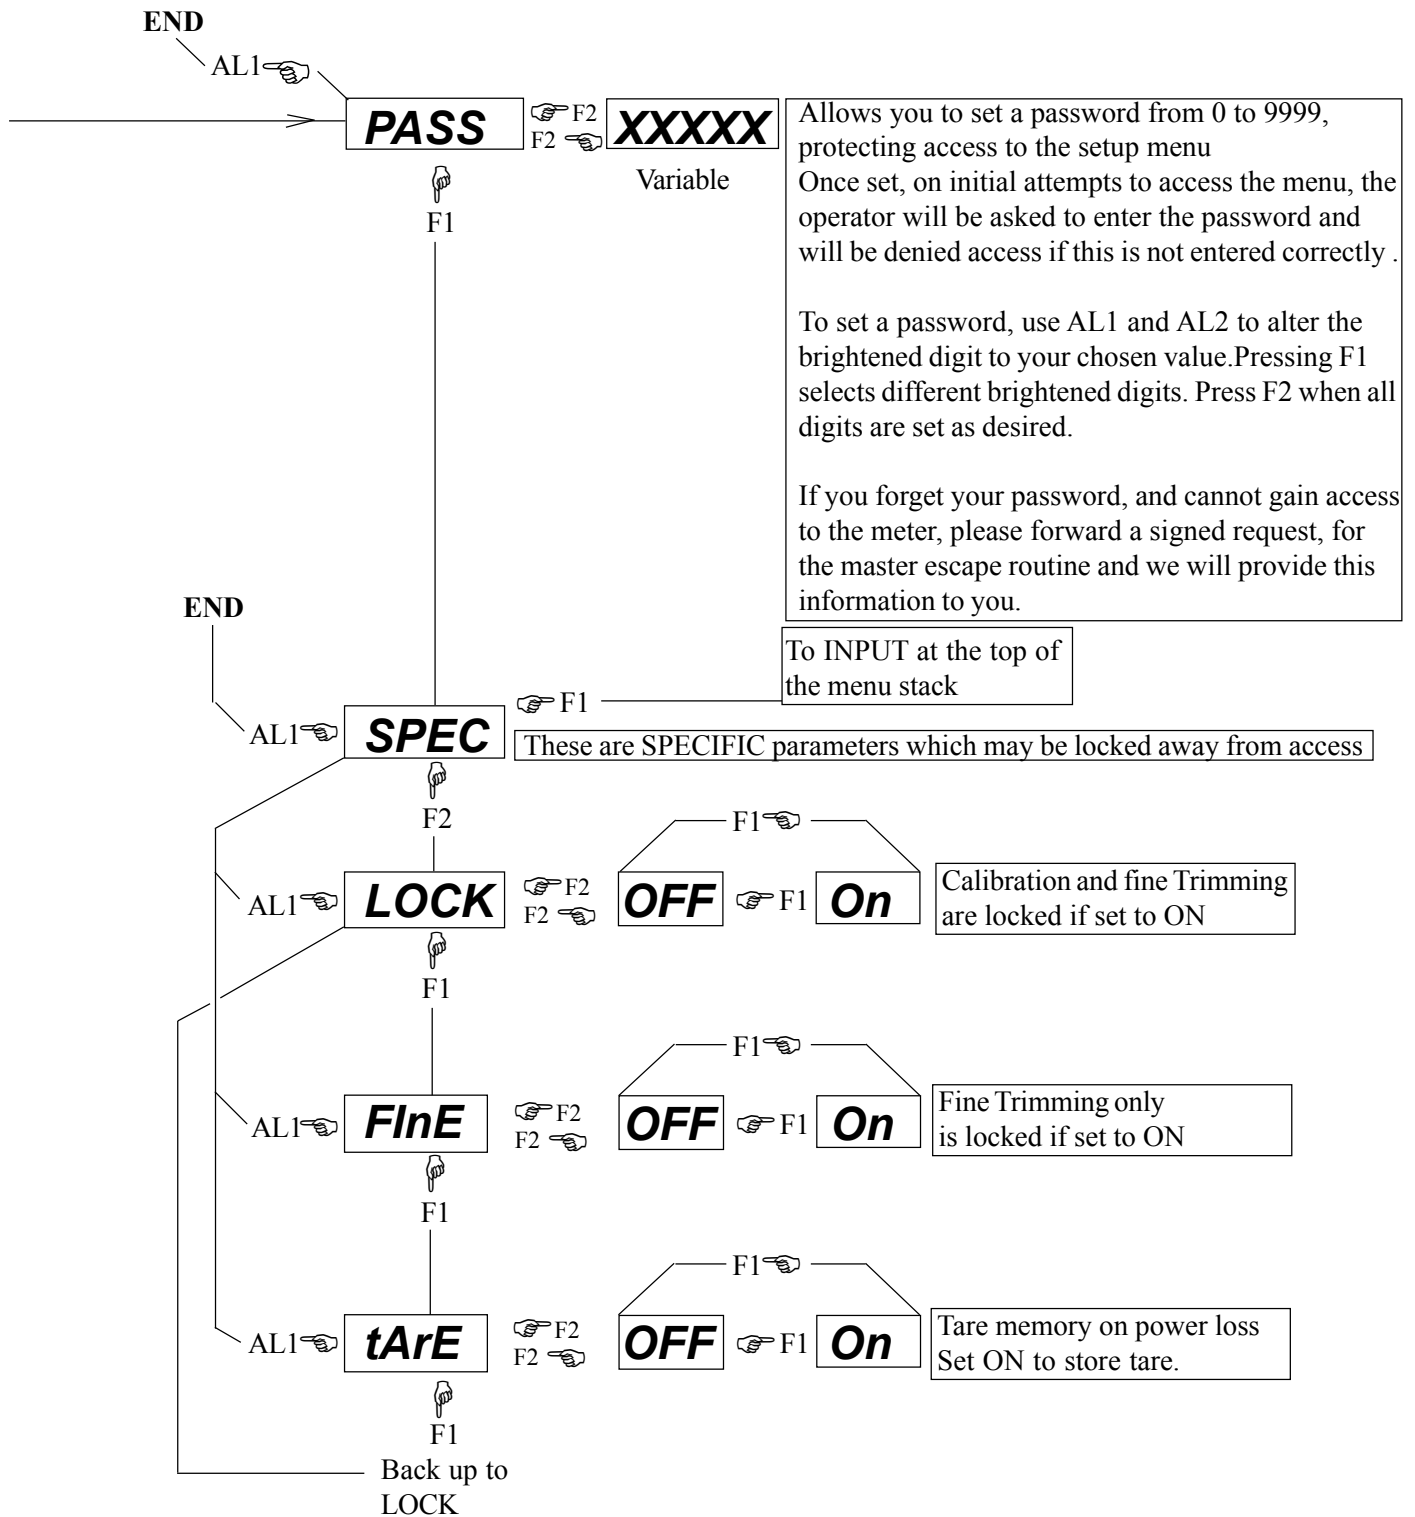 END
AL1
PASS
F2
F2
XXXXX
Variable
F1
Allows you to set a password from 0 to 9999,
protecting access to the setup menu
Once set, on initial attempts to access the menu, the
operator will be asked to enter the password and
will be denied access if this is not entered correctly .
To set a password, use AL1 and AL2 to alter the
brightened digit to your chosen value.Pressing F1
selects different brightened digits. Press F2 when all
digits are set as desired.
If you forget your password, and cannot gain access
to the meter, please forward a signed request, for
the master escape routine and we will provide this
information to you.
END
To INPUT at the top of
the menu stack
F1
AL1
SPEC
These are SPECIFIC parameters which may be locked away from access
F2
F1
AL1
LOCK
F2
F2
OFF
F1
On
Calibration and fine Trimming
are locked if set to ON
F1
F1
AL1
FInE
F2
F2
OFF
F1
On
Fine Trimming only
is locked if set to ON
F1
F1
AL1
tArE
F2
F2
OFF
F1
On
Tare memory on power loss
Set ON to store tare.
F1
Back up to
LOCK